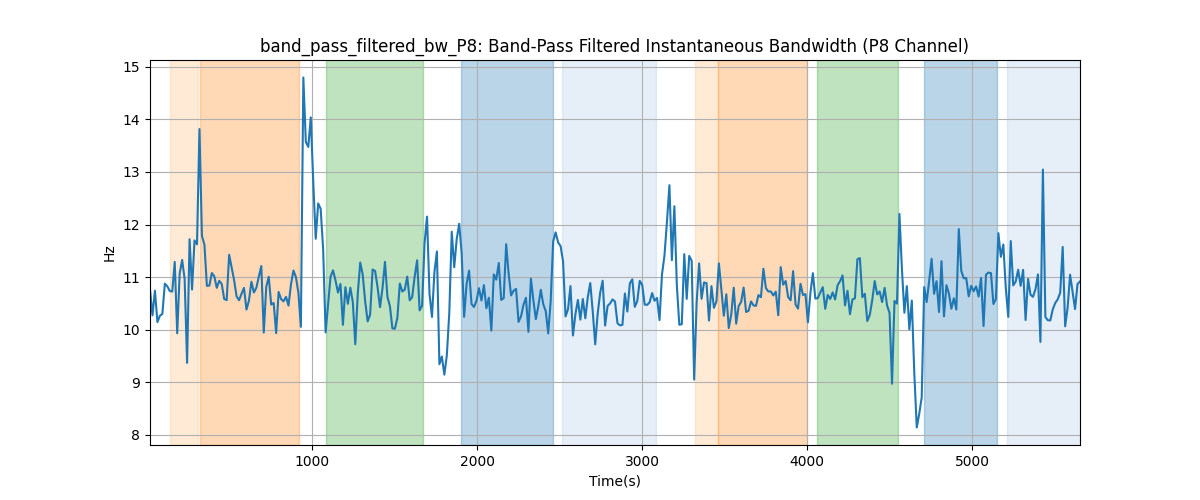 band_pass_filtered_bw_P8: Band-Pass Filtered Instantaneous Bandwidth (P8 Channel)
15
14
13
12
11
10
9
8
Hz
1000 2000 3000 4000 5000
Time(s)